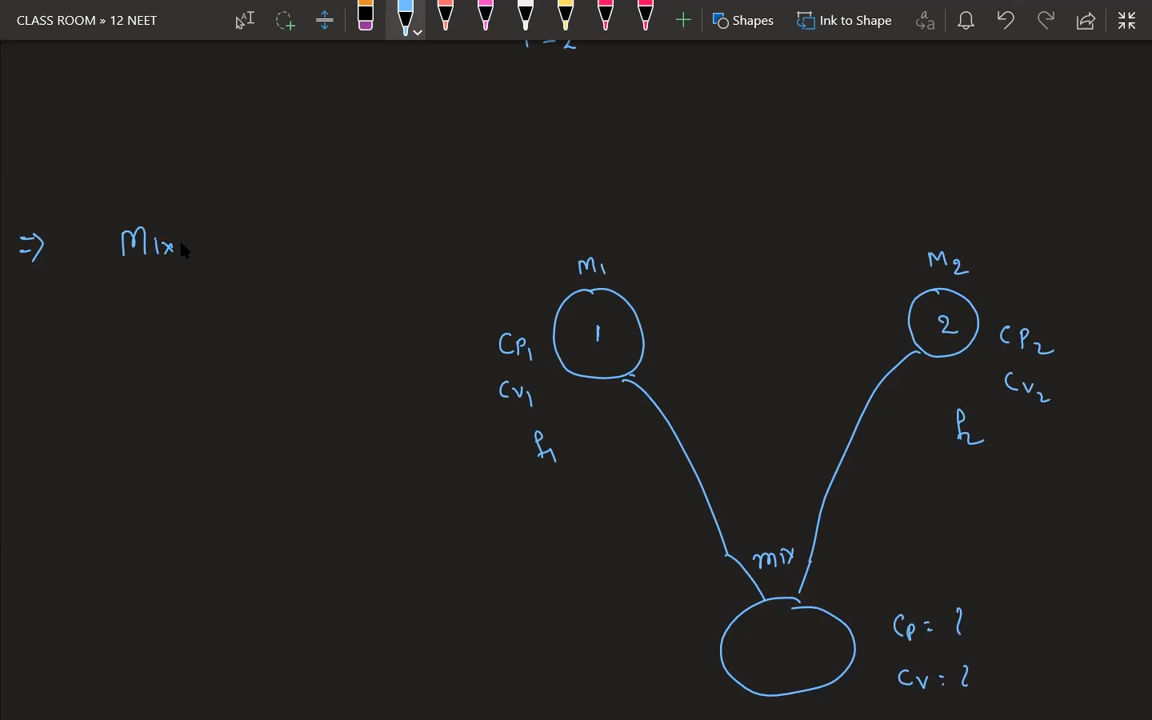 CLASS ROOM » 12 NEET
Shapes
Ink to Shape
⇒ Mix
M1
M2
1
2
CP1
CP2
CV1
CV2
f1
f2
mix
CP = ?
CV = ?